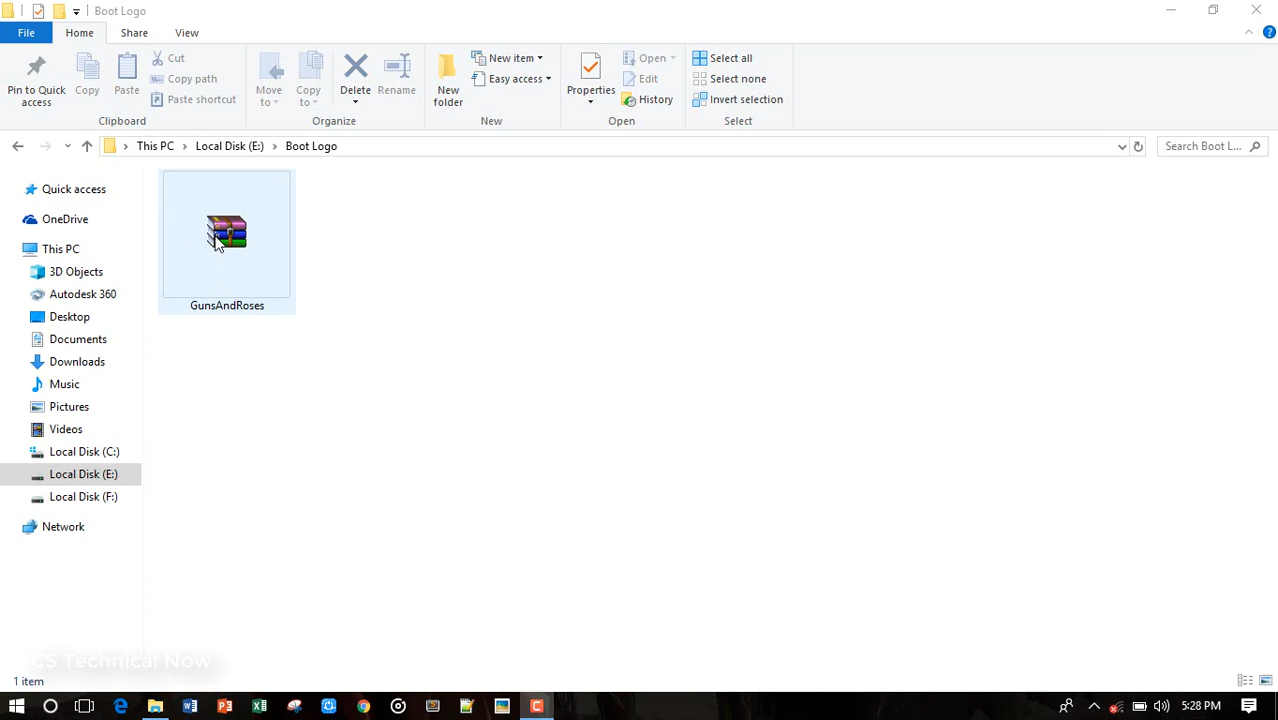 Boot Logo
File Home Share View
Pin to Quick access
Copy
Paste
Cut
Copy path
Paste shortcut
Clipboard
Move to
Copy to
Delete
Rename
Organize
New folder
New item
Easy access
New
Properties
Open
Edit
History
Open
Select all
Select none
Invert selection
Select
This PC > Local Disk (E:) > Boot Logo
Search Boot L...
Quick access
OneDrive
This PC
3D Objects
Autodesk 360
Desktop
Documents
Downloads
Music
Pictures
Videos
Local Disk (C:)
Local Disk (E:)
Local Disk (F:)
Network
GunsAndRoses
CS Technical Now
1 item
5:28 PM